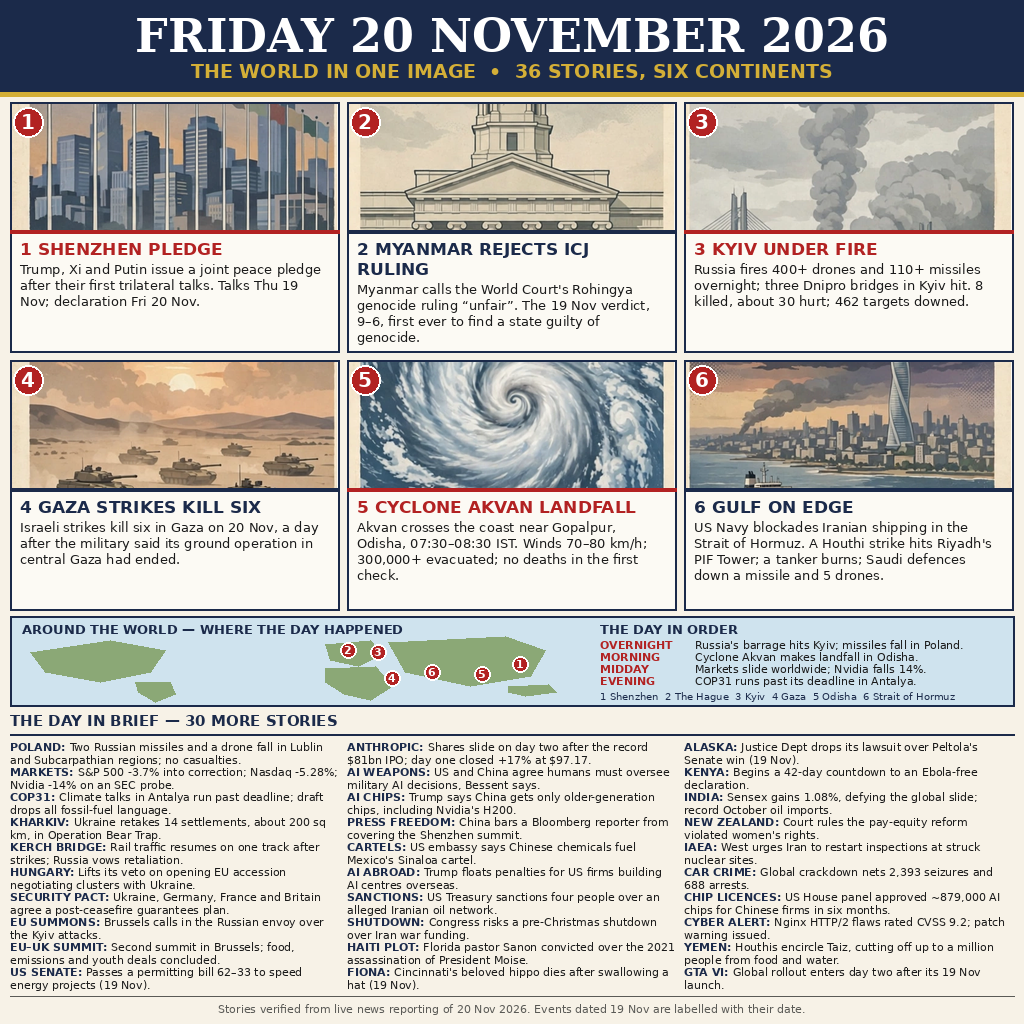 FRIDAY 20 NOVEMBER 2026
THE WORLD IN ONE IMAGE • 36 STORIES, SIX CONTINENTS
1
1 SHENZHEN PLEDGE
Trump, Xi and Putin issue a joint peace pledge
after their first trilateral talks. Talks Thu 19
Nov; declaration Fri 20 Nov.
2
2 MYANMAR REJECTS ICJ
RULING
Myanmar calls the World Court's Rohingya
genocide ruling “unfair”. The 19 Nov verdict,
9–6, first ever to find a state guilty of
genocide.
3
3 KYIV UNDER FIRE
Russia fires 400+ drones and 110+ missiles
overnight; three Dnipro bridges in Kyiv hit. 8
killed, about 30 hurt; 462 targets downed.
4
4 GAZA STRIKES KILL SIX
Israeli strikes kill six in Gaza on 20 Nov, a day
after the military said its ground operation in
central Gaza had ended.
5
5 CYCLONE AKVAN LANDFALL
Akvan crosses the coast near Gopalpur,
Odisha, 07:30–08:30 IST. Winds 70–80 km/h;
300,000+ evacuated; no deaths in the first
check.
6
6 GULF ON EDGE
US Navy blockades Iranian shipping in the
Strait of Hormuz. A Houthi strike hits Riyadh's
PIF Tower; a tanker burns; Saudi defences
down a missile and 5 drones.
AROUND THE WORLD — WHERE THE DAY HAPPENED
2
3
4
6
5
1
THE DAY IN ORDER
OVERNIGHT Russia's barrage hits Kyiv; missiles fall in Poland.
MORNING Cyclone Akvan makes landfall in Odisha.
MIDDAY Markets slide worldwide; Nvidia falls 14%.
EVENING COP31 runs past its deadline in Antalya.
1 Shenzhen 2 The Hague 3 Kyiv 4 Gaza 5 Odisha 6 Strait of Hormuz
THE DAY IN BRIEF — 30 MORE STORIES
POLAND: Two Russian missiles and a drone fall in Lublin
and Subcarpathian regions; no casualties.
MARKETS: S&P 500 -3.7% into correction; Nasdaq -5.28%;
Nvidia -14% on an SEC probe.
COP31: Climate talks in Antalya run past deadline; draft
drops all fossil-fuel language.
KHARKIV: Ukraine retakes 14 settlements, about 200 sq
km, in Operation Bear Trap.
KERCH BRIDGE: Rail traffic resumes on one track after
strikes; Russia vows retaliation.
HUNGARY: Lifts its veto on opening EU accession
negotiating clusters with Ukraine.
SECURITY PACT: Ukraine, Germany, France and Britain
agree a post-ceasefire guarantees plan.
EU SUMMONS: Brussels calls in the Russian envoy over
the Kyiv attacks.
EU-UK SUMMIT: Second summit in Brussels; food,
emissions and youth deals concluded.
US SENATE: Passes a permitting bill 62–33 to speed
energy projects (19 Nov).
ANTHROPIC: Shares slide on day two after the record
$81bn IPO; day one closed +17% at $97.17.
AI WEAPONS: US and China agree humans must oversee
military AI decisions, Bessent says.
AI CHIPS: Trump says China gets only older-generation
chips, including Nvidia's H200.
PRESS FREEDOM: China bars a Bloomberg reporter from
covering the Shenzhen summit.
CARTELS: US embassy says Chinese chemicals fuel
Mexico's Sinaloa cartel.
AI ABROAD: Trump floats penalties for US firms building
AI centres overseas.
SANCTIONS: US Treasury sanctions four people over an
alleged Iranian oil network.
SHUTDOWN: Congress risks a pre-Christmas shutdown
over Iran war funding.
HAITI PLOT: Florida pastor Sanon convicted over the 2021
assassination of President Moise.
FIONA: Cincinnati's beloved hippo dies after swallowing a
hat (19 Nov).
ALASKA: Justice Dept drops its lawsuit over Peltola's
Senate win (19 Nov).
KENYA: Begins a 42-day countdown to an Ebola-free
declaration.
INDIA: Sensex gains 1.08%, defying the global slide;
record October oil imports.
NEW ZEALAND: Court rules the pay-equity reform
violated women's rights.
IAEA: West urges Iran to restart inspections at struck
nuclear sites.
CAR CRIME: Global crackdown nets 2,393 seizures and
688 arrests.
CHIP LICENCES: US House panel approved ~879,000 AI
chips for Chinese firms in six months.
CYBER ALERT: Nginx HTTP/2 flaws rated CVSS 9.2; patch
warning issued.
YEMEN: Houthis encircle Taiz, cutting off up to a million
people from food and water.
GTA VI: Global rollout enters day two after its 19 Nov
launch.
Stories verified from live news reporting of 20 Nov 2026. Events dated 19 Nov are labelled with their date.